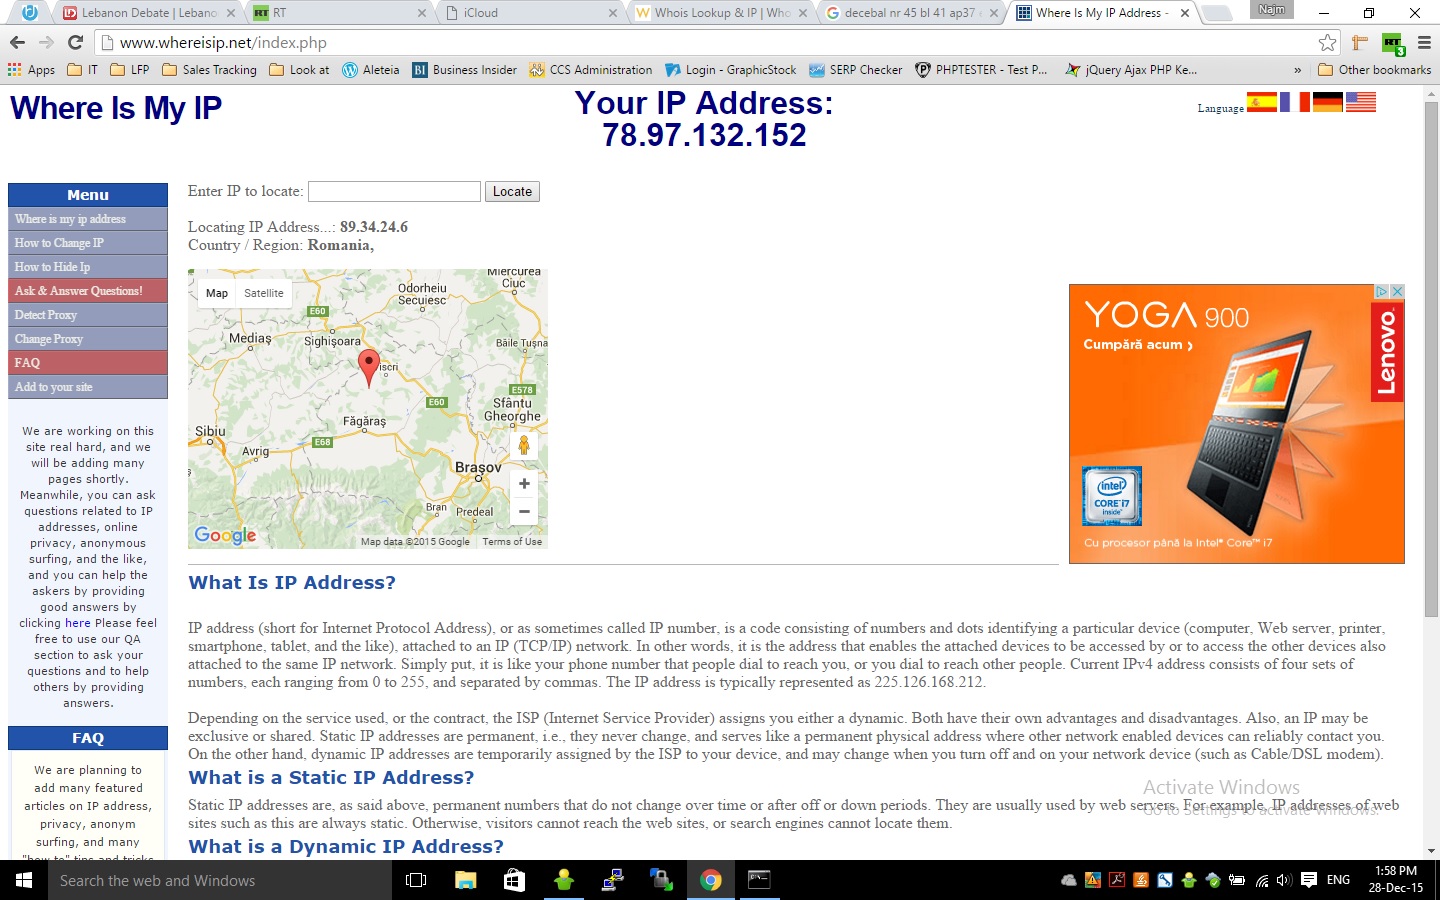 Lebanon Debate | Lebano
RT
iCloud
Whois Lookup & IP | Who
decebal nr 45 bl 41 ap37
Where Is My IP Address -
Najm
www.whereisip.net/index.php
3
Apps
IT
LFP
Sales Tracking
Look at
Aleteia
Business Insider
CCS Administration
Login - GraphicStock
SERP Checker
PHPTESTER - Test P...
jQuery Ajax PHP Ke...
»
Other bookmarks
Where Is My IP
Your IP Address:
78.97.132.152
Language
Menu
Where is my ip address
How to Change IP
How to Hide Ip
Ask & Answer Questions!
Detect Proxy
Change Proxy
FAQ
Add to your site
We are working on this
site real hard, and we
will be adding many
pages shortly.
Meanwhile, you can ask
questions related to IP
addresses, online
privacy, anonymous
surfing, and the like,
and you can help the
askers by providing
good answers by
clicking here Please feel
free to use our QA
section to ask your
questions and to help
others by providing
answers.
FAQ
We are planning to
add many featured
articles on IP address,
privacy, anonym
surfing, and many
"how to" tips and tricks
Enter IP to locate:
Locate
Locating IP Address...: 89.34.24.6
Country / Region: Romania,
Map
Satellite
Miercurea
Ciuc
Odorheiu
Secuiesc
E60
Mediaș
Sighișoara
Băile Tușna
Viscri
E578
E60
Sfântu
Gheorghe
Făgăraș
Sibiu
E68
Avrig
Brașov
Bran
Predeal
Google
Map data ©2015 Google
Terms of Use
YOGA 900
Cumpără acum
Lenovo
intel
CORE i7
inside
Cu procesor până la Intel® Core™ i7
What Is IP Address?
IP address (short for Internet Protocol Address), or as sometimes called IP number, is a code consisting of numbers and dots identifying a particular device (computer, Web server, printer,
smartphone, tablet, and the like), attached to an IP (TCP/IP) network. In other words, it is the address that enables the attached devices to be accessed by or to access the other devices also
attached to the same IP network. Simply put, it is like your phone number that people dial to reach you, or you dial to reach other people. Current IPv4 address consists of four sets of
numbers, each ranging from 0 to 255, and separated by commas. The IP address is typically represented as 225.126.168.212.
Depending on the service used, or the contract, the ISP (Internet Service Provider) assigns you either a dynamic. Both have their own advantages and disadvantages. Also, an IP may be
exclusive or shared. Static IP addresses are permanent, i.e., they never change, and serves like a permanent physical address where other network enabled devices can reliably contact you.
On the other hand, dynamic IP addresses are temporarily assigned by the ISP to your device, and may change when you turn off and on your network device (such as Cable/DSL modem).
What is a Static IP Address?
Static IP addresses are, as said above, permanent numbers that do not change over time or after off or down periods. They are usually used by web servers. For example, IP addresses of web
sites such as this are always static. Otherwise, visitors cannot reach the web sites, or search engines cannot locate them.
What is a Dynamic IP Address?
Activate Windows
Go to Settings to activate Windows.
Search the web and Windows
ENG
1:58 PM
28-Dec-15